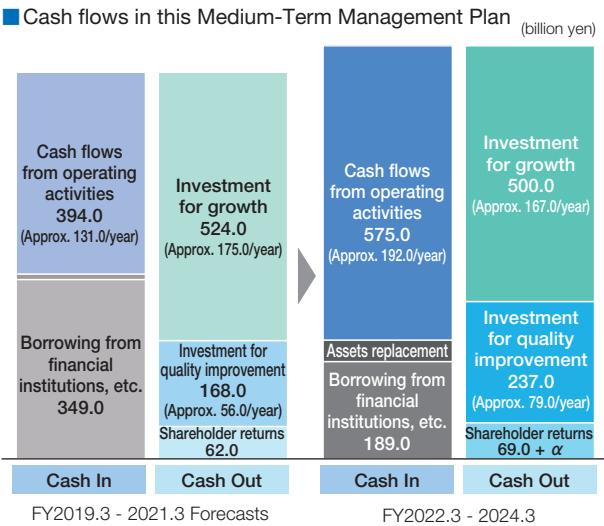 Cash flows in this Medium-Term Management Plan
(billion yen)
Cash flows
from operating
activities
394.0
(Approx. 131.0/year)
Borrowing from
financial
institutions, etc.
349.0
Cash In
Investment
for growth
524.0
(Approx. 175.0/year)
Investment for
quality improvement
168.0
(Approx. 56.0/year)
Shareholder returns
62.0
Cash Out
FY2019.3 - 2021.3 Forecasts
Cash flows
from operating
activities
575.0
(Approx. 192.0/year)
Assets replacement
Borrowing from
financial
institutions, etc.
189.0
Cash In
Investment
for growth
500.0
(Approx. 167.0/year)
Investment
for quality
improvement
237.0
(Approx. 79.0/year)
Shareholder returns
69.0 + α
Cash Out
FY2022.3 - 2024.3